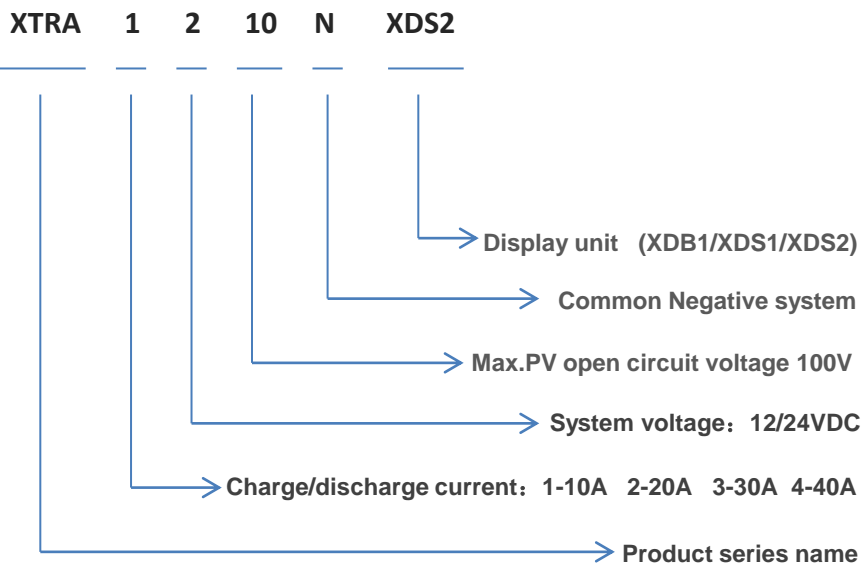 XTRA 1 2 10 N XDS2
Display unit (XDB1/XDS1/XDS2)
Common Negative system
Max.PV open circuit voltage 100V
System voltage：12/24VDC
Charge/discharge current：1-10A 2-20A 3-30A 4-40A
Product series name